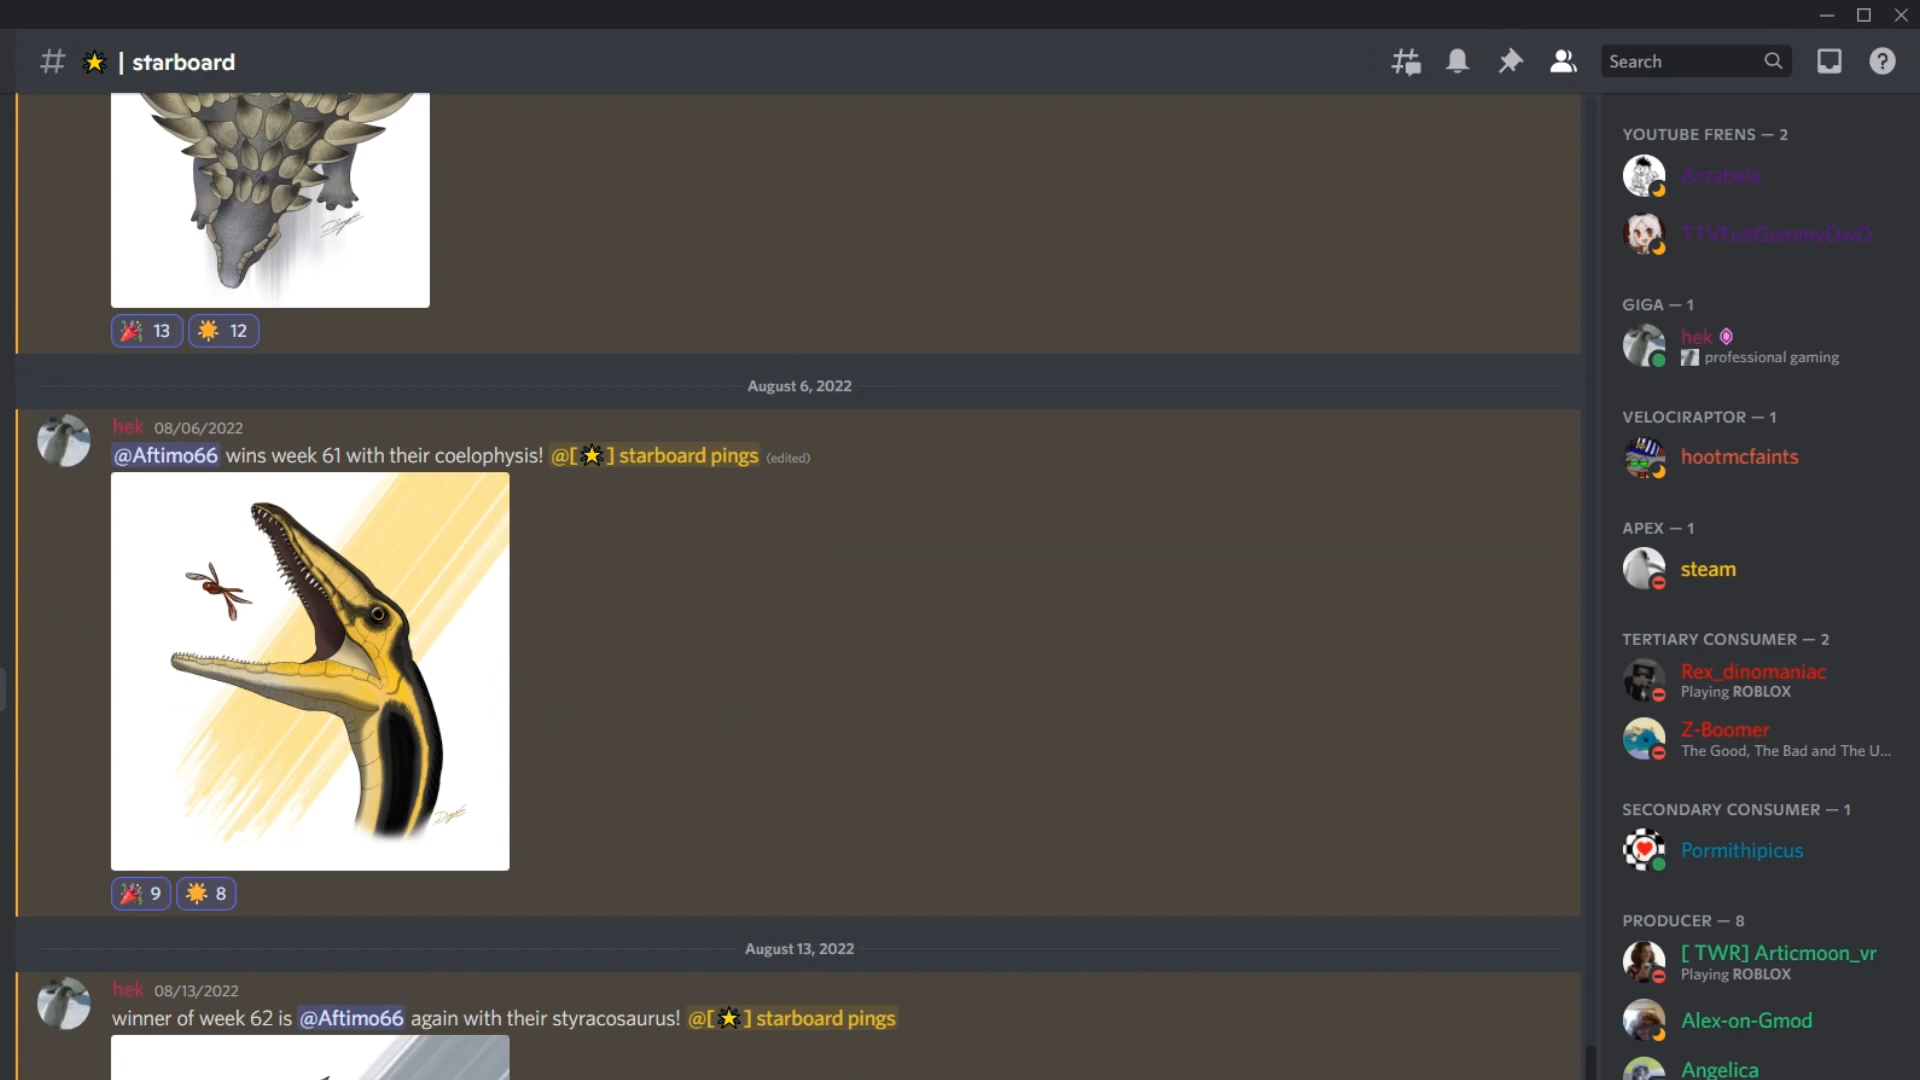 | starboard
Search
13 12
August 6, 2022
hek 08/06/2022
@Aftimo66 wins week 61 with their coelophysis! @[ ] starboard pings (edited)
9 8
August 13, 2022
hek 08/13/2022
winner of week 62 is @Aftimo66 again with their styracosaurus! @[ ] starboard pings
YOUTUBE FRENS — 2
Arzabala
GIGA — 1
hek
professional gaming
VELOCIRAPTOR — 1
hootmcfaints
APEX — 1
steam
TERTIARY CONSUMER — 2
Rex_dinomaniac
Playing ROBLOX
Z-Boomer
The Good, The Bad and The U...
SECONDARY CONSUMER — 1
Pormithipicus
PRODUCER — 8
[ TWR] Articmoon_vr
Playing ROBLOX
Alex-on-Gmod
Angelica